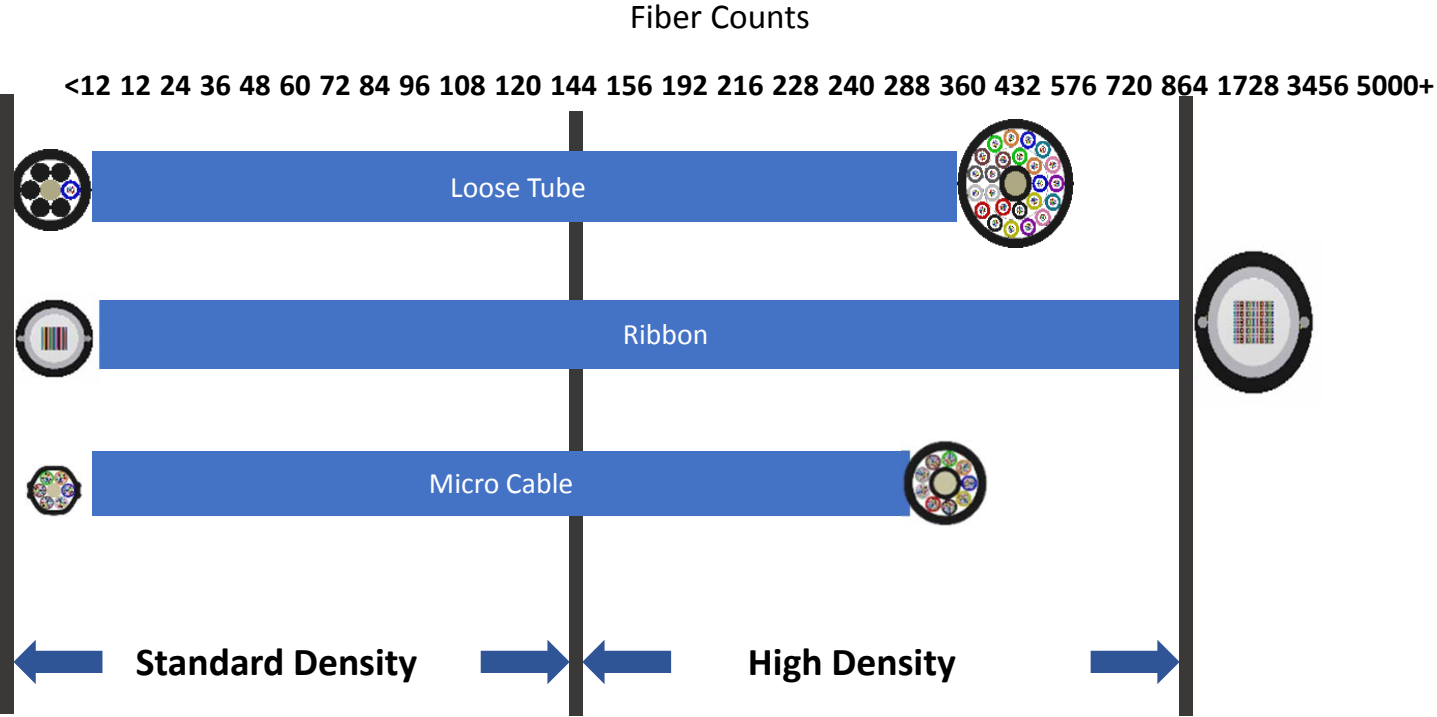 Fiber Counts
<12 12 24 36 48 60 72 84 96 108 120 144 156 192 216 228 240 288 360 432 576 720 864 1728 3456 5000+
Loose Tube
Ribbon
Micro Cable
Standard Density
High Density